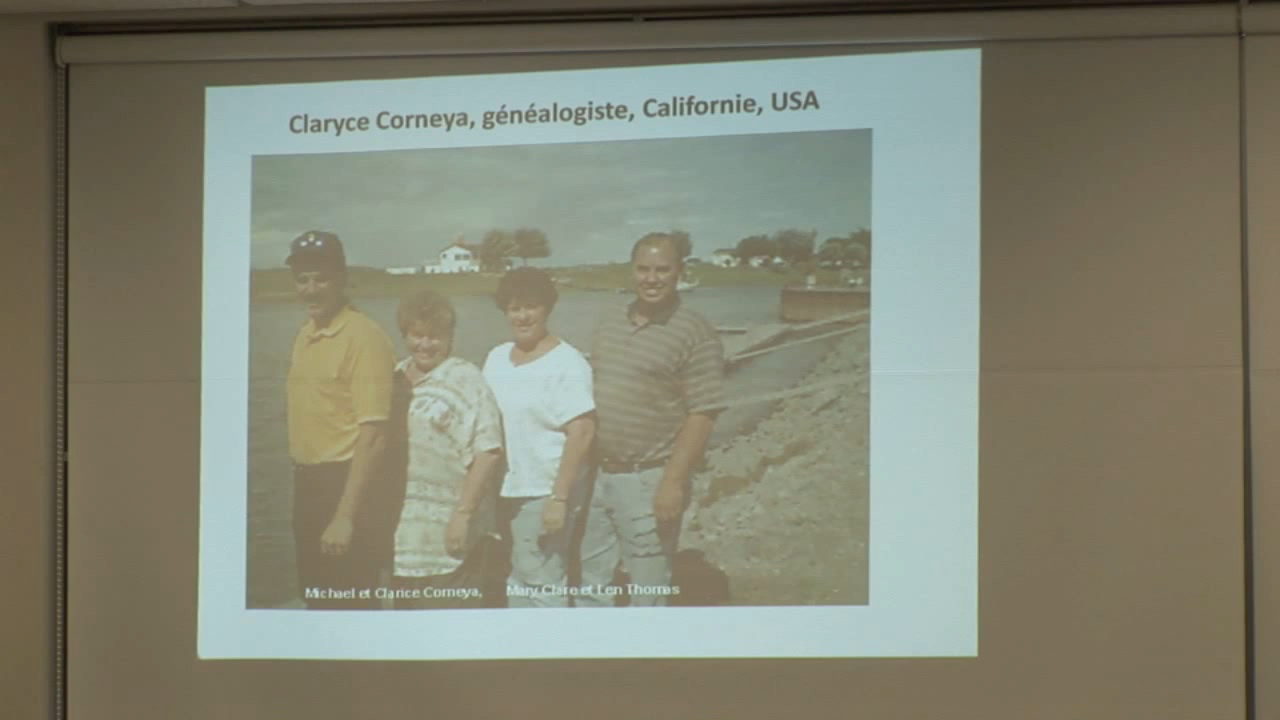 Claryce Corneya, généalogiste, Californie, USA
Michael et Clarice Corneya, Mary Clare et Len Thomas